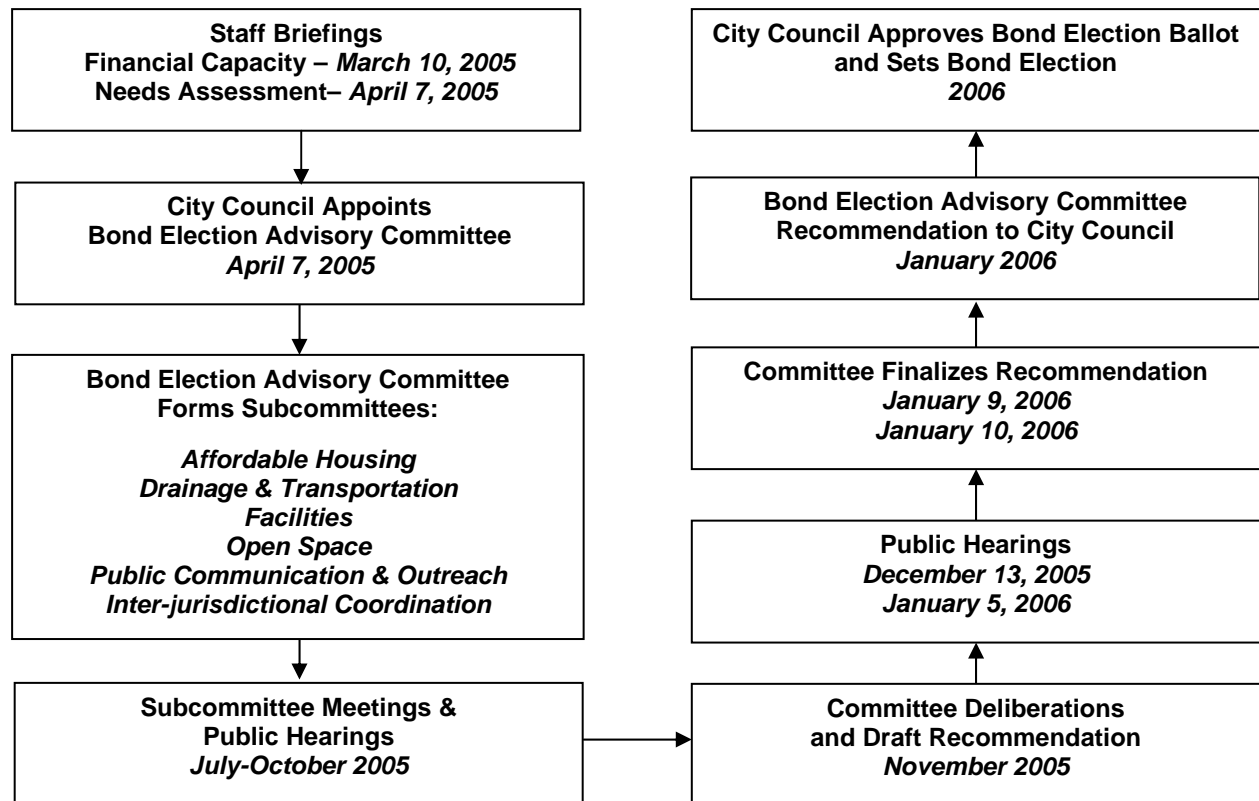 Staff Briefings
Financial Capacity – March 10, 2005
Needs Assessment– April 7, 2005
City Council Appoints
Bond Election Advisory Committee
April 7, 2005
Bond Election Advisory Committee
Forms Subcommittees:
Affordable Housing
Drainage & Transportation
Facilities
Open Space
Public Communication & Outreach
Inter-jurisdictional Coordination
Subcommittee Meetings &
Public Hearings
July-October 2005
Committee Deliberations
and Draft Recommendation
November 2005
Public Hearings
December 13, 2005
January 5, 2006
Committee Finalizes Recommendation
January 9, 2006
January 10, 2006
Bond Election Advisory Committee
Recommendation to City Council
January 2006
City Council Approves Bond Election Ballot
and Sets Bond Election
2006